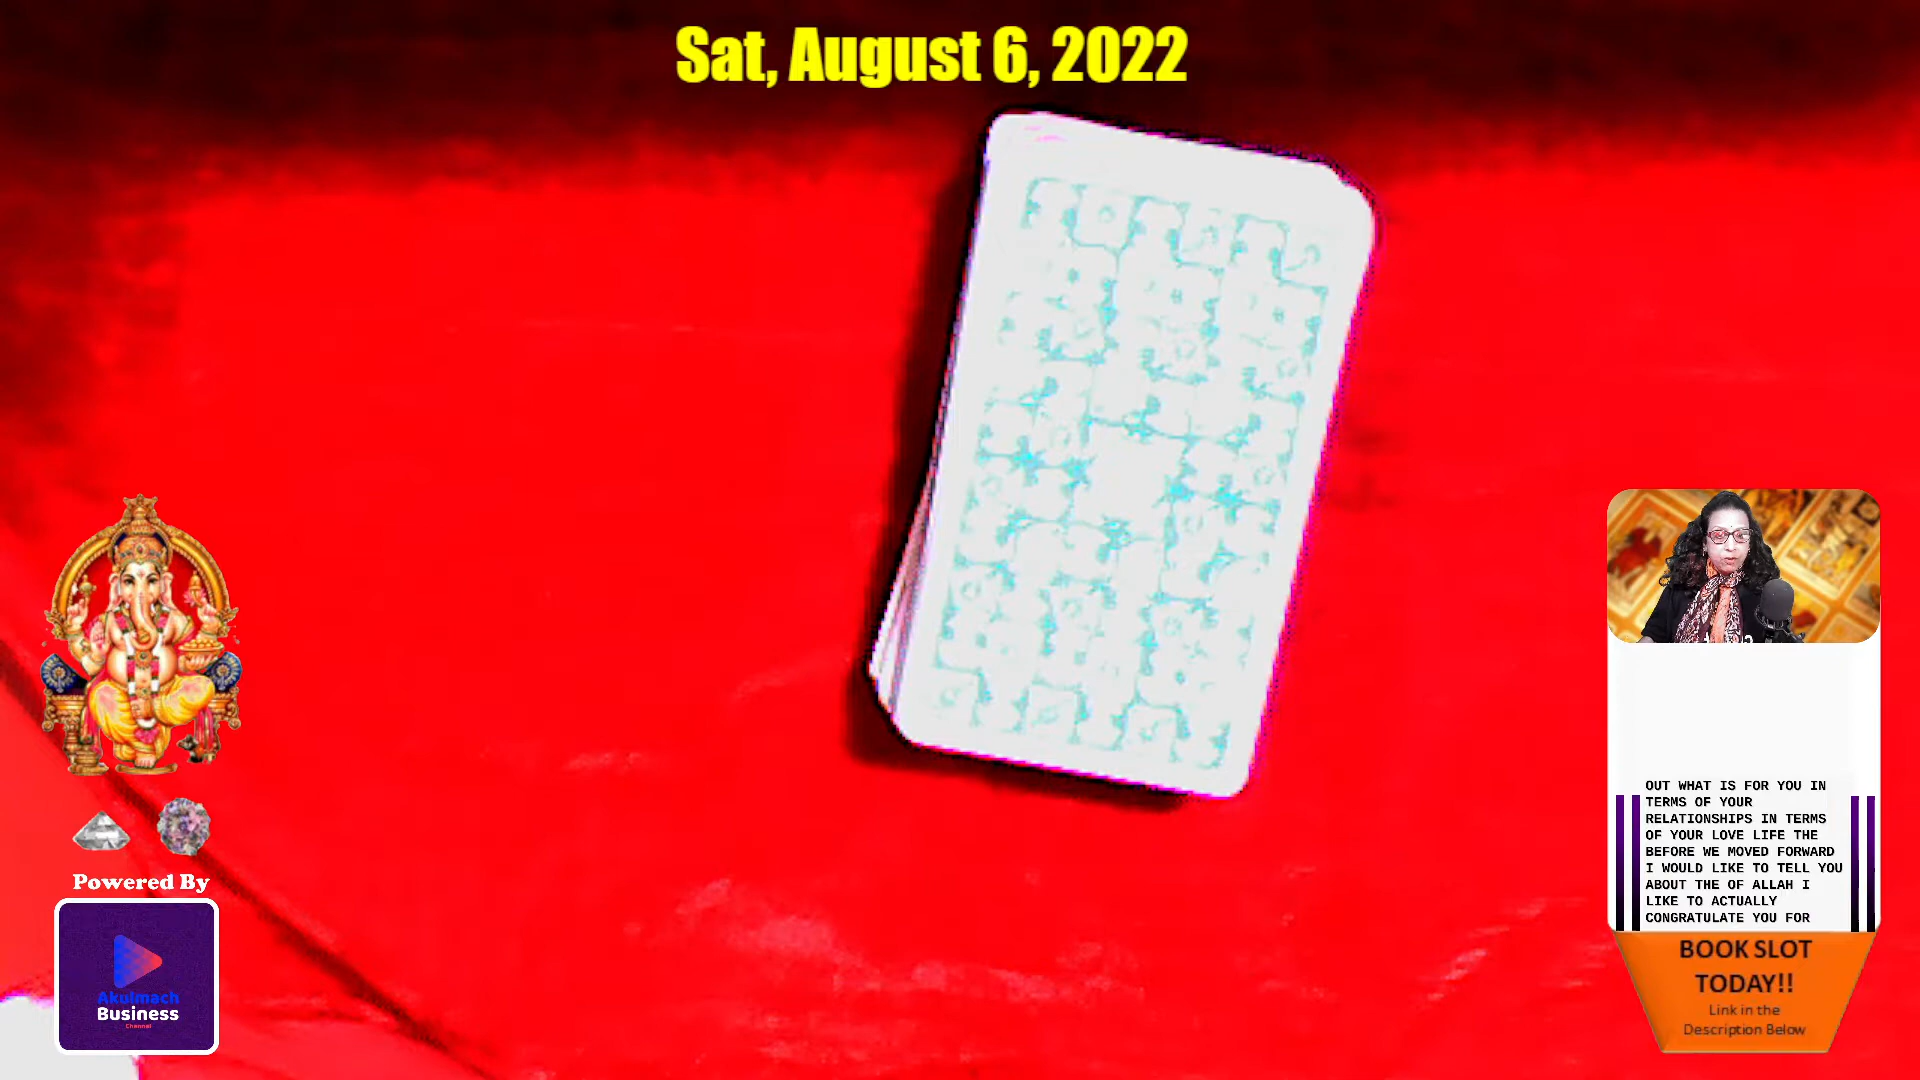 Sat, August 6, 2022
OUT WHAT IS FOR YOU IN
TERMS OF YOUR
RELATIONSHIPS IN TERMS
OF YOUR LOVE LIFE THE
BEFORE WE MOVED FORWARD
I WOULD LIKE TO TELL YOU
ABOUT THE OF ALLAH I
LIKE TO ACTUALLY
CONGRATULATE YOU FOR
BOOK SLOT
TODAY!!
Link in the
Description Below
Powered By
Akulmach
Business
Channel